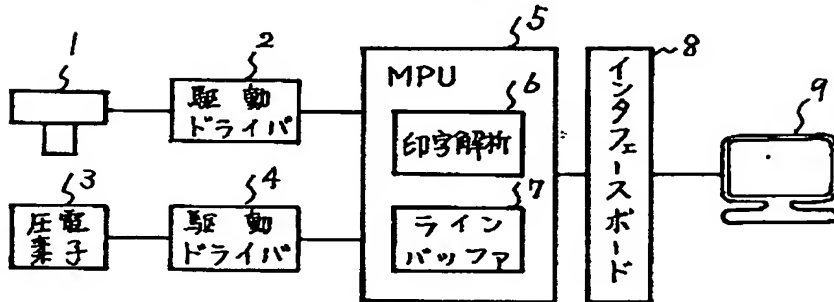 1
2
駆動
ドライバ
3
圧電
素子
4
駆動
ドライバ
5
MPU
6
印字解析
7
ライン
バッファ
8
インタフェースボード
9